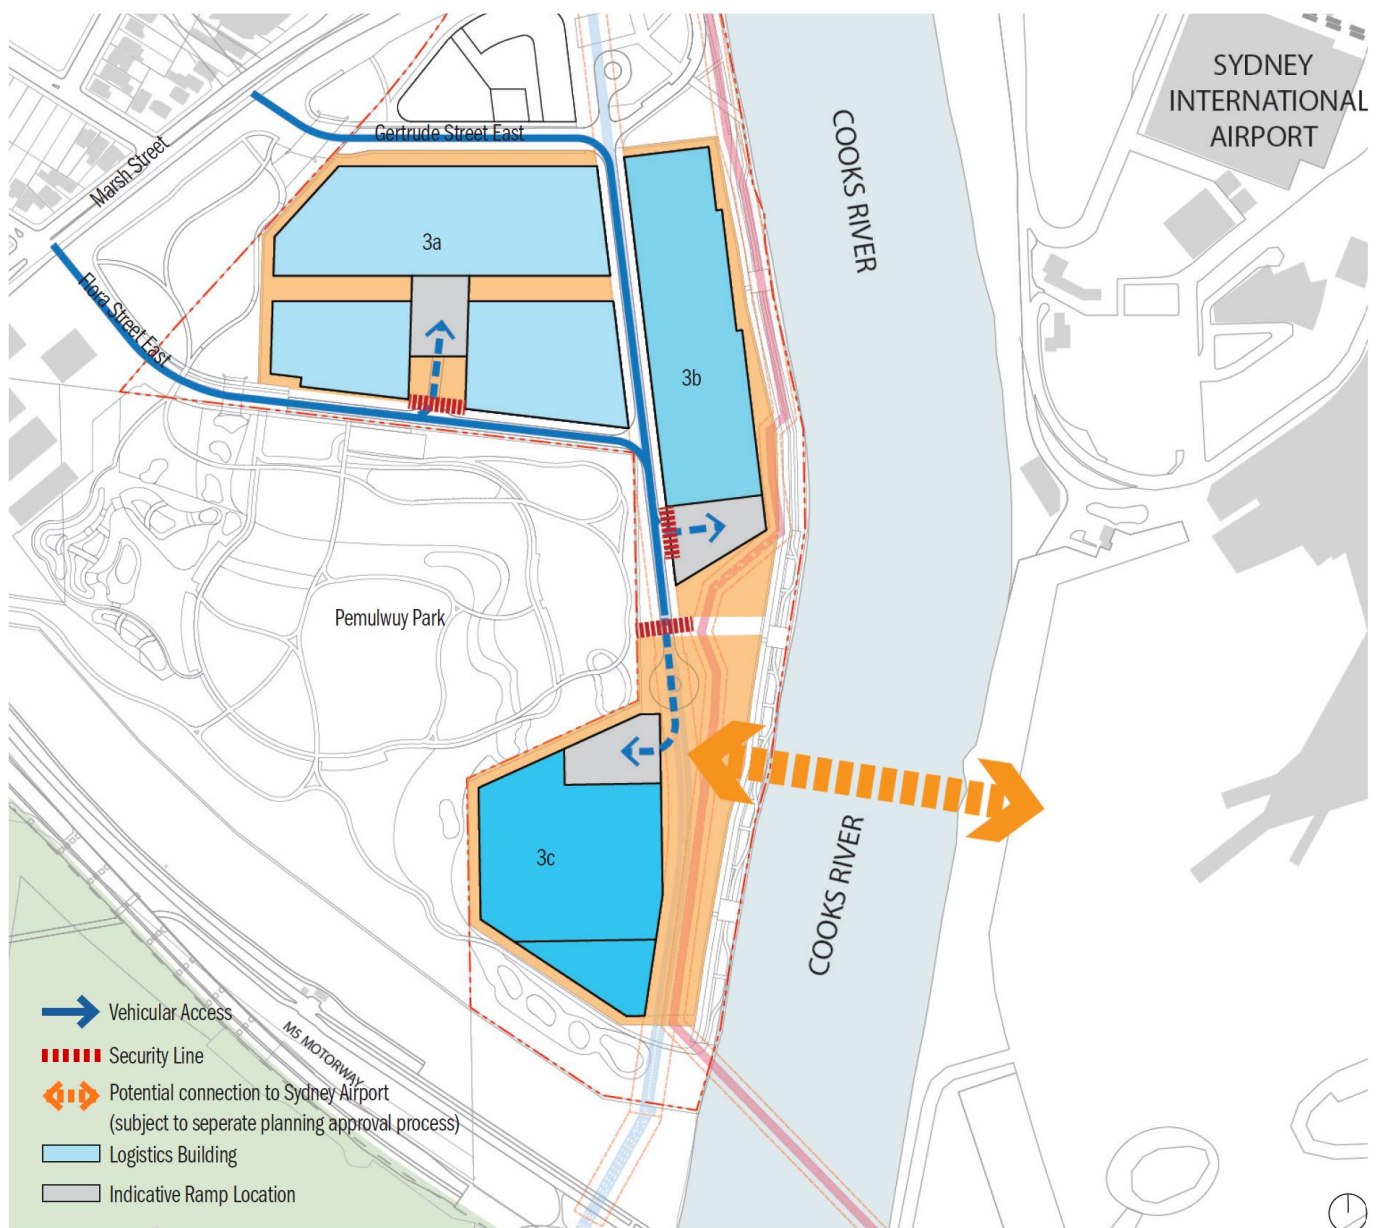 SYDNEY
INTERNATIONAL
AIRPORT
COOKS RIVER
Gertrude Street East
Marsh Street
3a
Flora Street East
3b
Pemulwuy Park
3c
COOKS RIVER
M5 MOTORWAY
Vehicular Access
Security Line
Potential connection to Sydney Airport
(subject to seperate planning approval process)
Logistics Building
Indicative Ramp Location